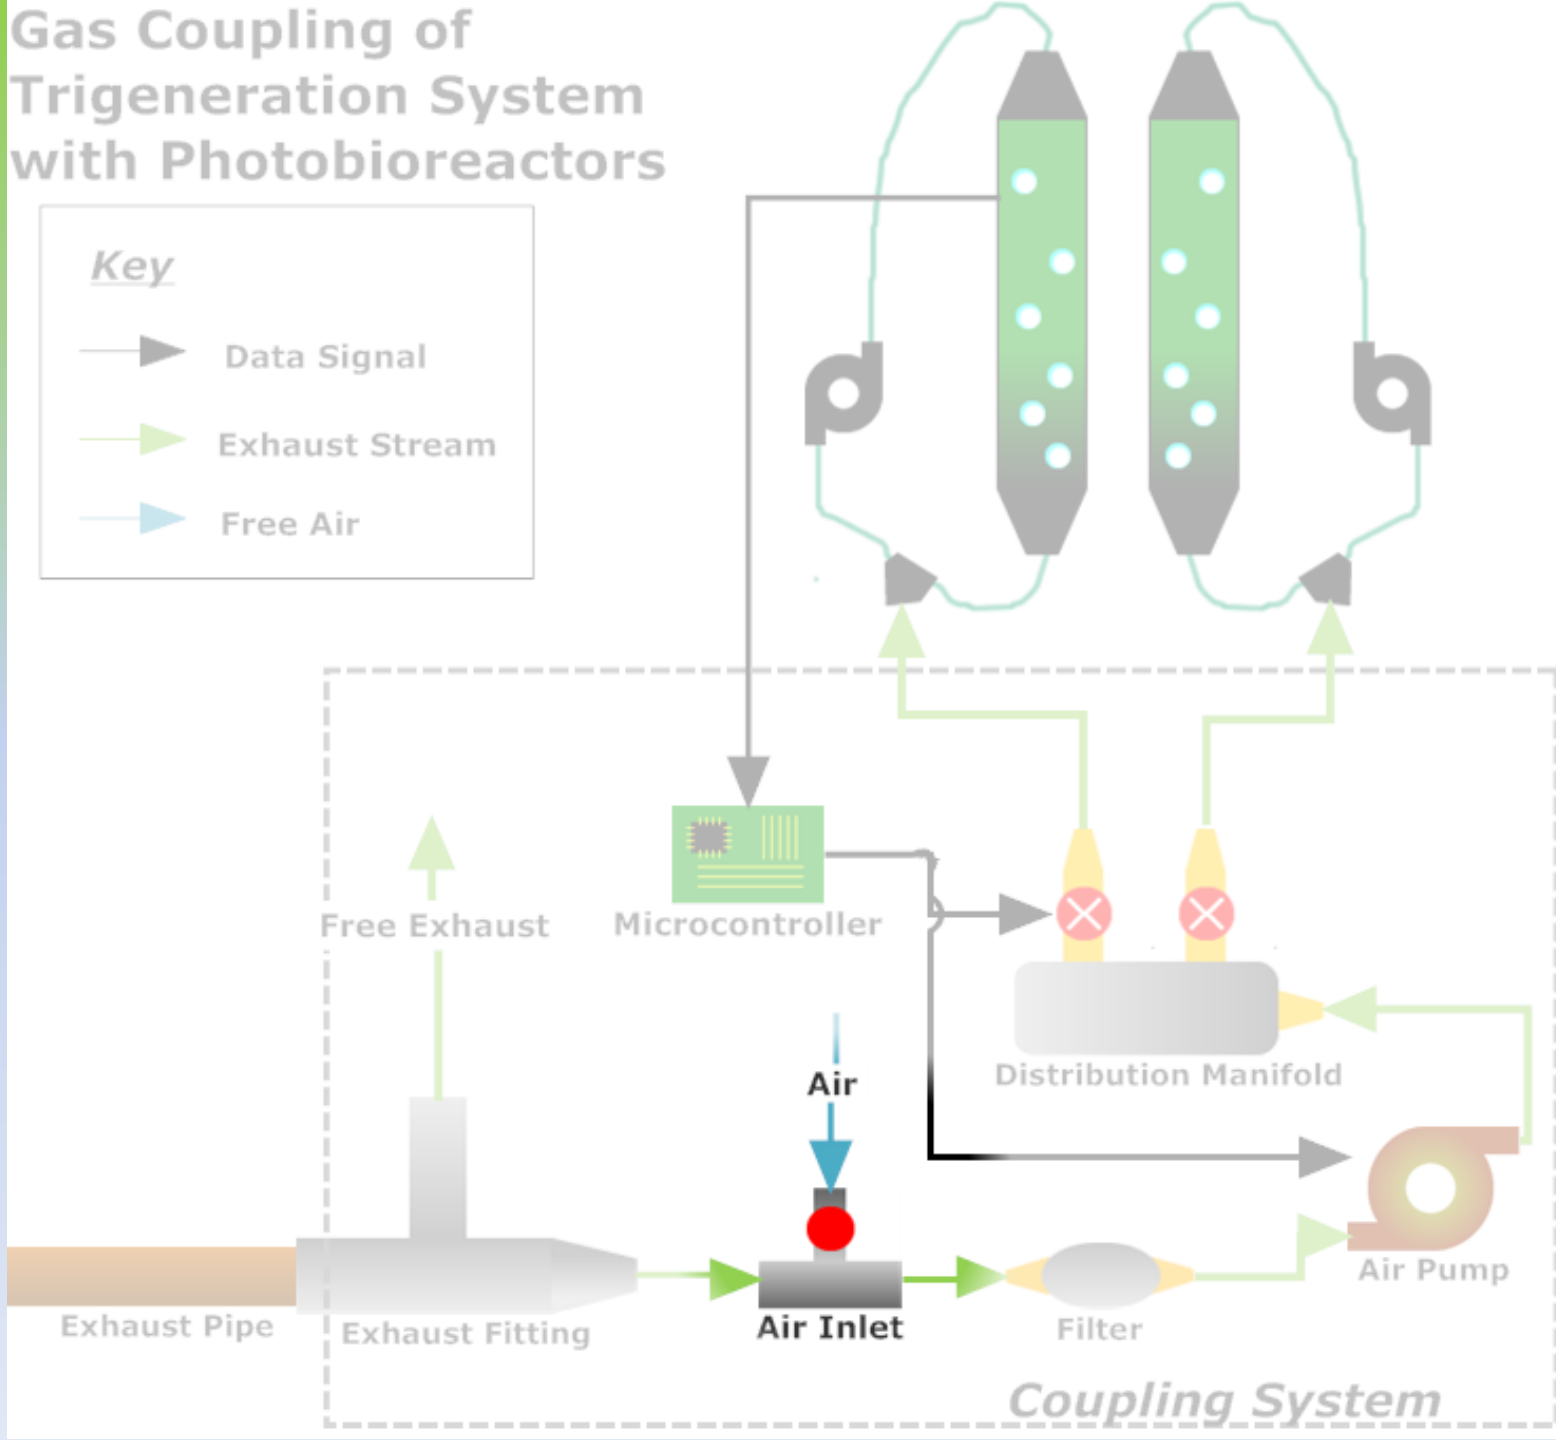 Gas Coupling of
Trigeneration System
with Photobioreactors
Key
Data Signal
Exhaust Stream
Free Air
Free Exhaust
Microcontroller
Air
Distribution Manifold
Air Pump
Exhaust Pipe
Exhaust Fitting
Air Inlet
Filter
Coupling System